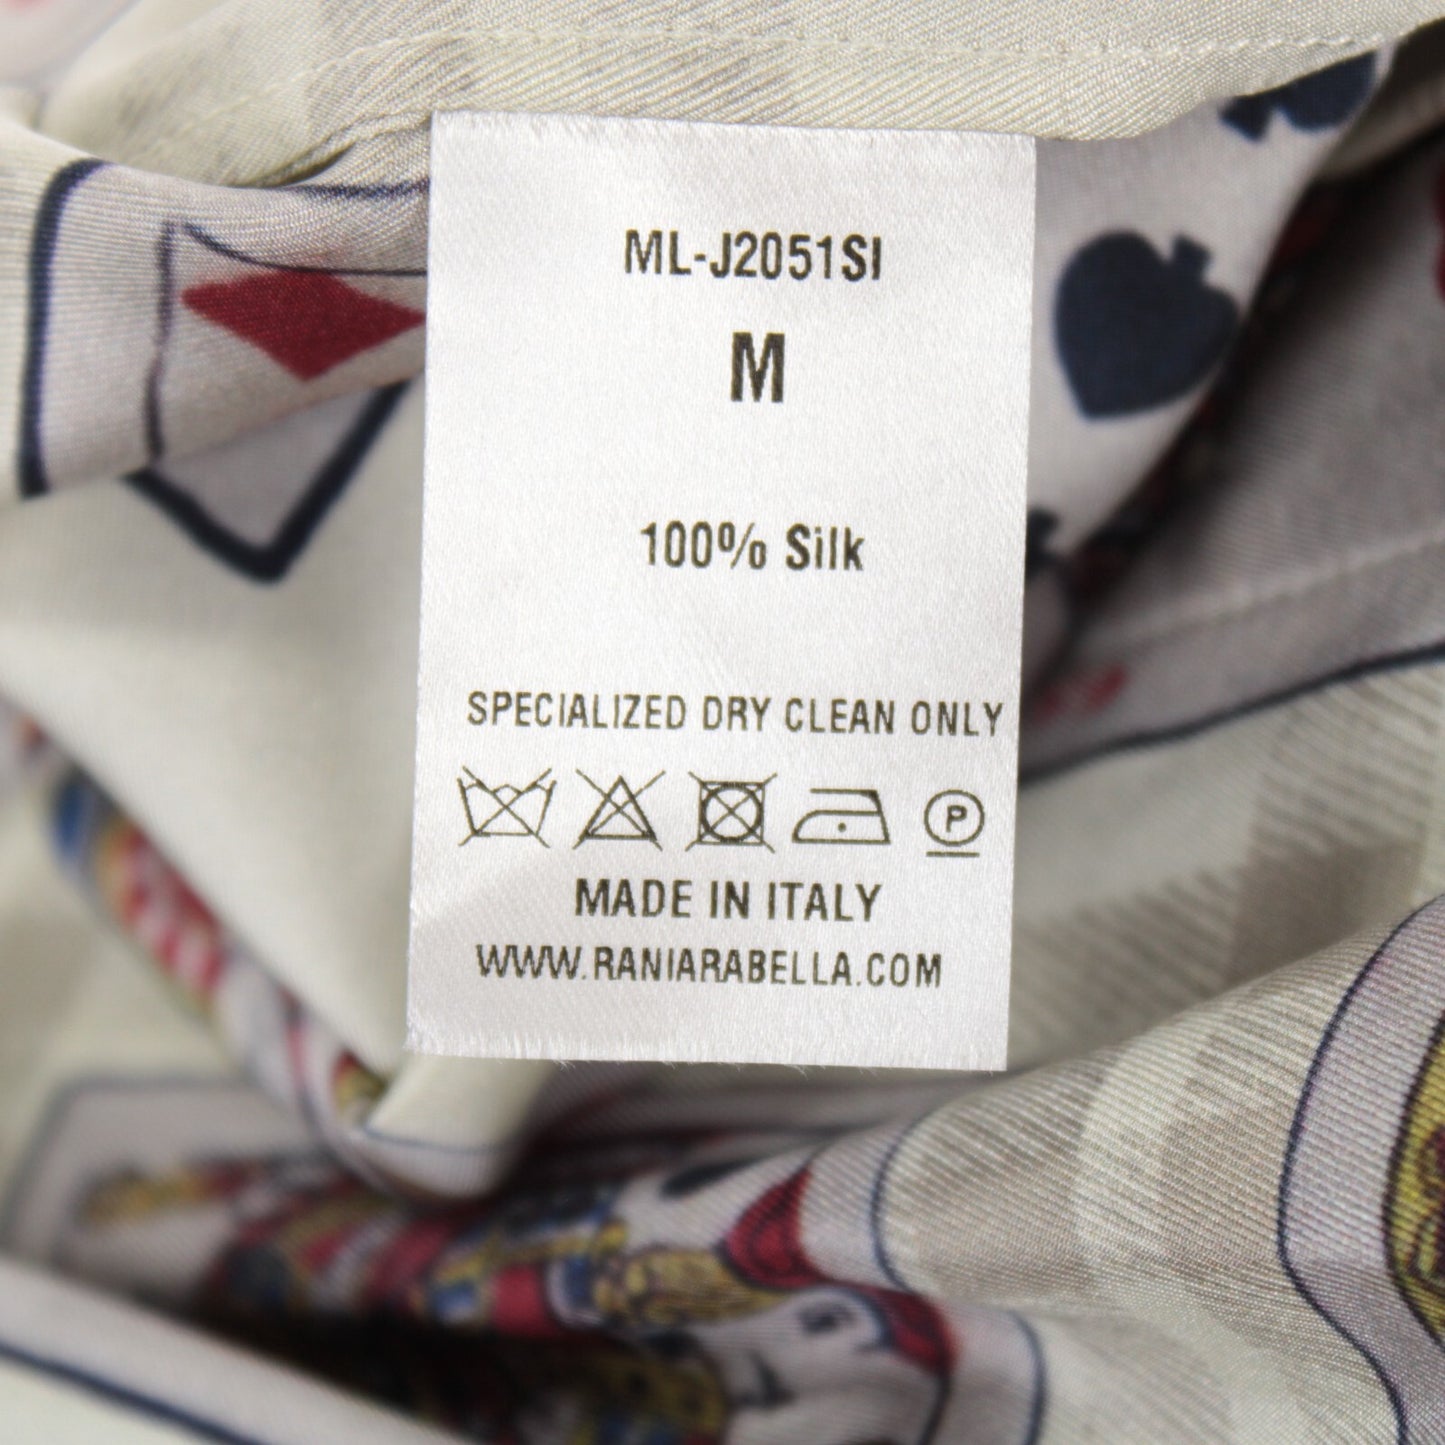 ML-J2051SI
M
100% Silk
SPECIALIZED DRY CLEAN ONLY
P
MADE IN ITALY
WWW.RANIARABELLA.COM